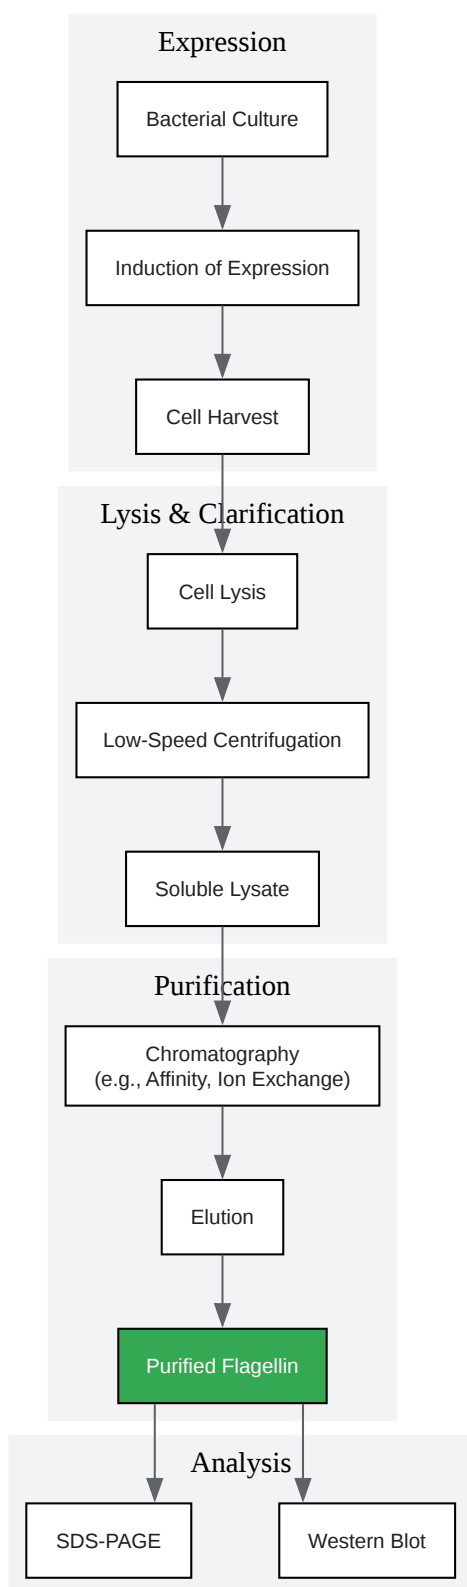 Expression
Bacterial Culture
Induction of Expression
Cell Harvest
Lysis & Clarification
Cell Lysis
Low-Speed Centrifugation
Soluble Lysate
Purification
Chromatography
(e.g., Affinity, Ion Exchange)
Elution
Purified Flagellin
Analysis
SDS-PAGE
Western Blot